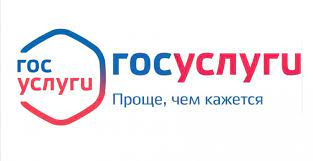 гос
услуги
госуслуги
Проще, чем кажется